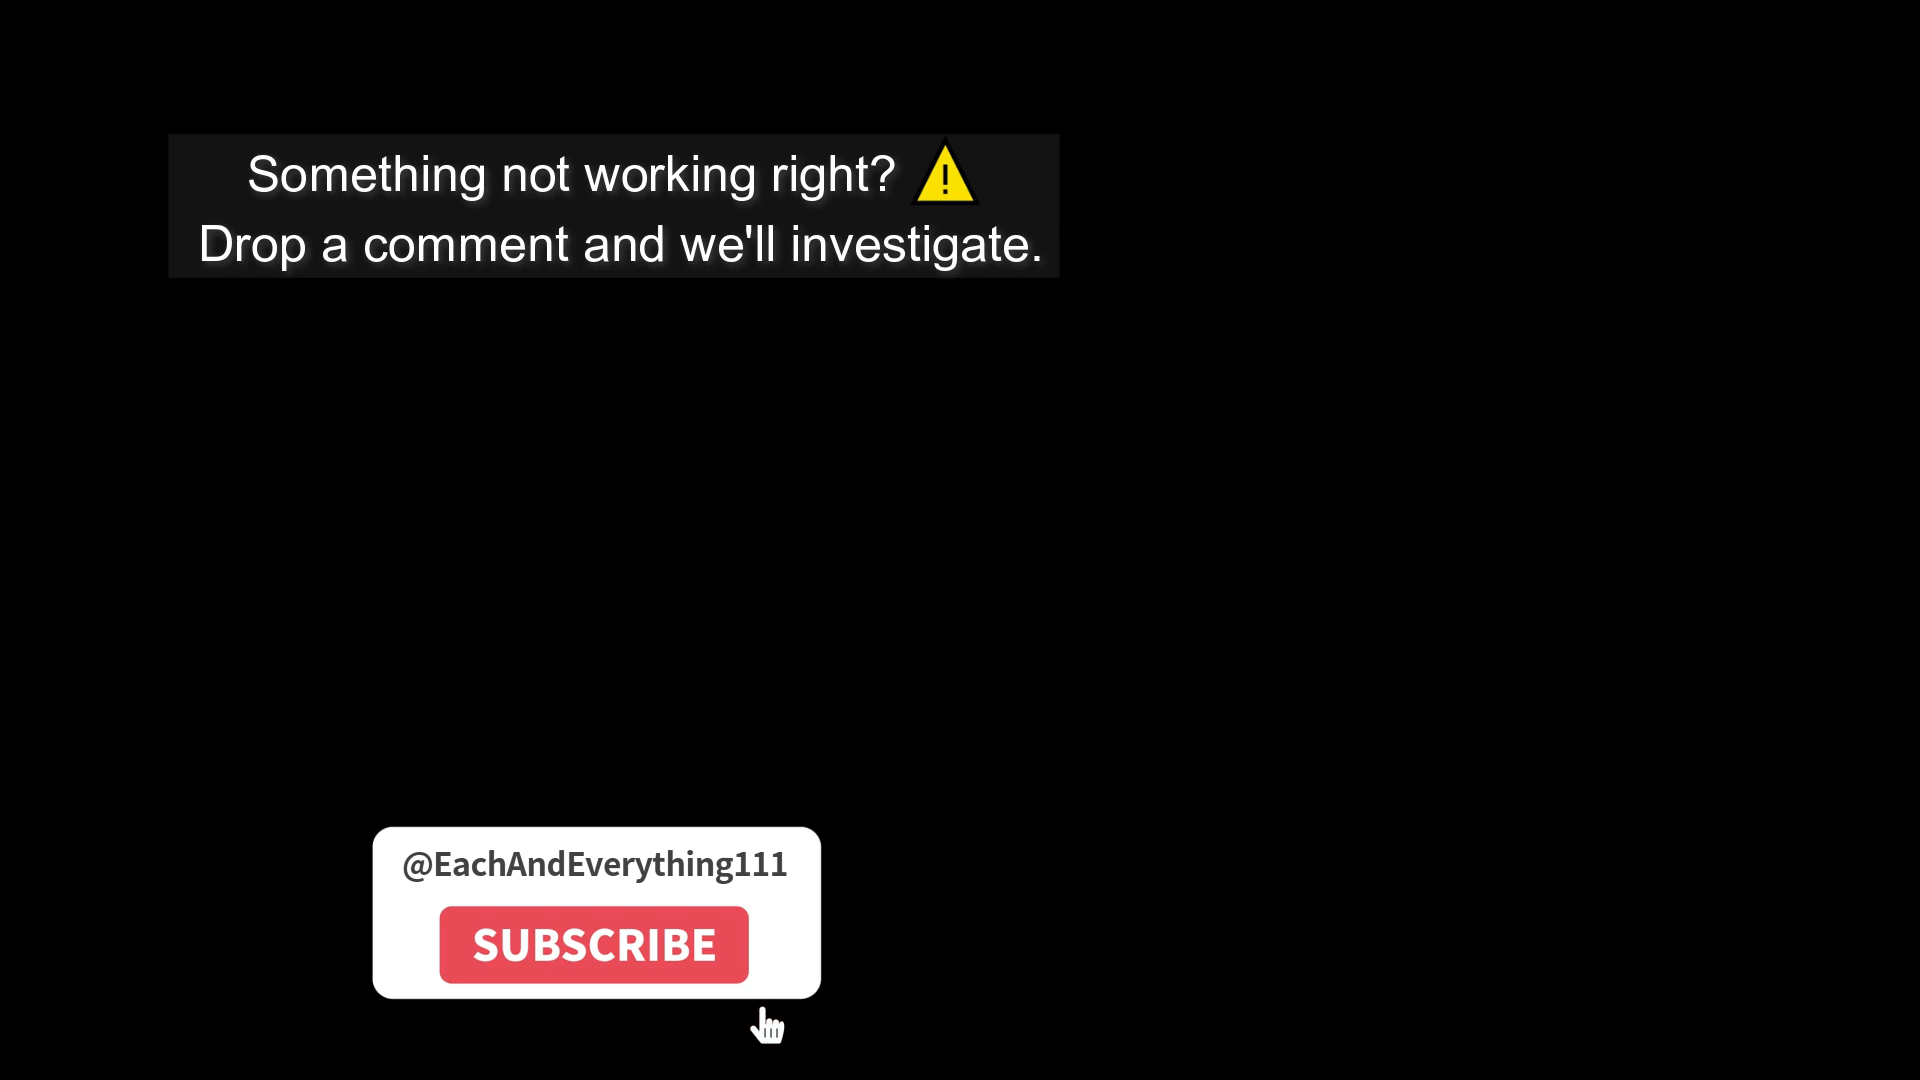 Something not working right? ⚠
Drop a comment and we'll investigate.
@EachAndEverything111
SUBSCRIBE